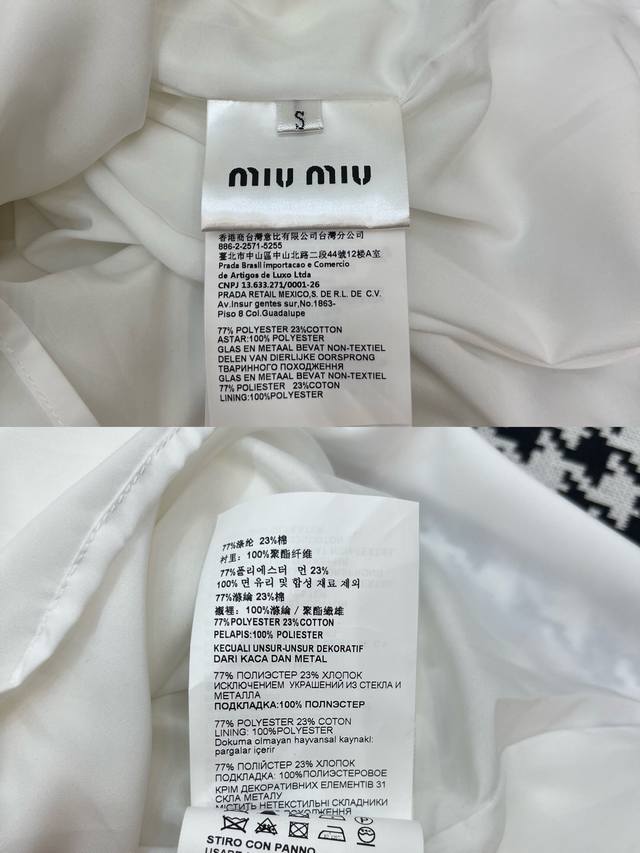 S
miu miu
香港商台灣意比有限公司台灣分公司
886-2-2571-5255
臺北市中山區中山北路二段44號12樓A室
Prada Brasil importacao e Comercio
de Artigos de Luxo Ltda
CNPJ 13.633.271/0001-26
PRADA RETAIL MEXICO,S. DE R.L. DE C.V.
Av.Insur gentes sur,No.1863-
Piso 8 Col.Guadalupe
77% POLYESTER 23%COTTON
ASTAR:100% POLYESTER
GLAS EN METAAL BEVAT NON-TEXTIEL
DELEN VAN DIERLIJKE OORSPRONG
ТВАРИННОГО ПОХОДЖЕННЯ
GLAS EN METAAL BEVAT NON-TEXTIEL
77% POLIESTER 23%COTON
LINING:100%POLYESTER
77%涤纶 23%棉
衬里：100%聚酯纤维
77%폴리에스터 면 23%
100% 먼 유리 및 합성 재료 제외
77%滌綸 23%棉
襯裡：100%滌綸 / 聚酯纖維
77%POLYESTER 23%COTTON
PELAPIS:100% POLIESTER
KECUALI UNSUR-UNSUR DEKORATIF
DARI KACA DAN METAL
77% ПОЛИЭСТЕР 23% ХЛОПОК
ИСКЛЮЧЕНИЕМ УКРАШЕНИЙ ИЗ СТЕКЛА И
МЕТАЛЛА
ПОДКЛАДКА:100% ПОЛНЭСТЕР
77% POLYESTER 23% COTON
LINING: 100%POLYESTER
Dokuma olmayan hayvansal kaynakl:
pargalar içerir
77% ПОЛІЙСТЕР 23% ХЛОПОК
ПОДКЛАДКА: 100%ПОЛИЭСТЕРОВОЕ
КРІМ ДЕКОРАТИВНИХ ЕЛЕМЕНТІВ 31
СКЛА МЕТАЛУ
МІСТИТЬ НЕТЕКСТИЛЬНІ СКЛАДНИКИ
ПОХОДЖЕННЯ
STIRO CON PANNO